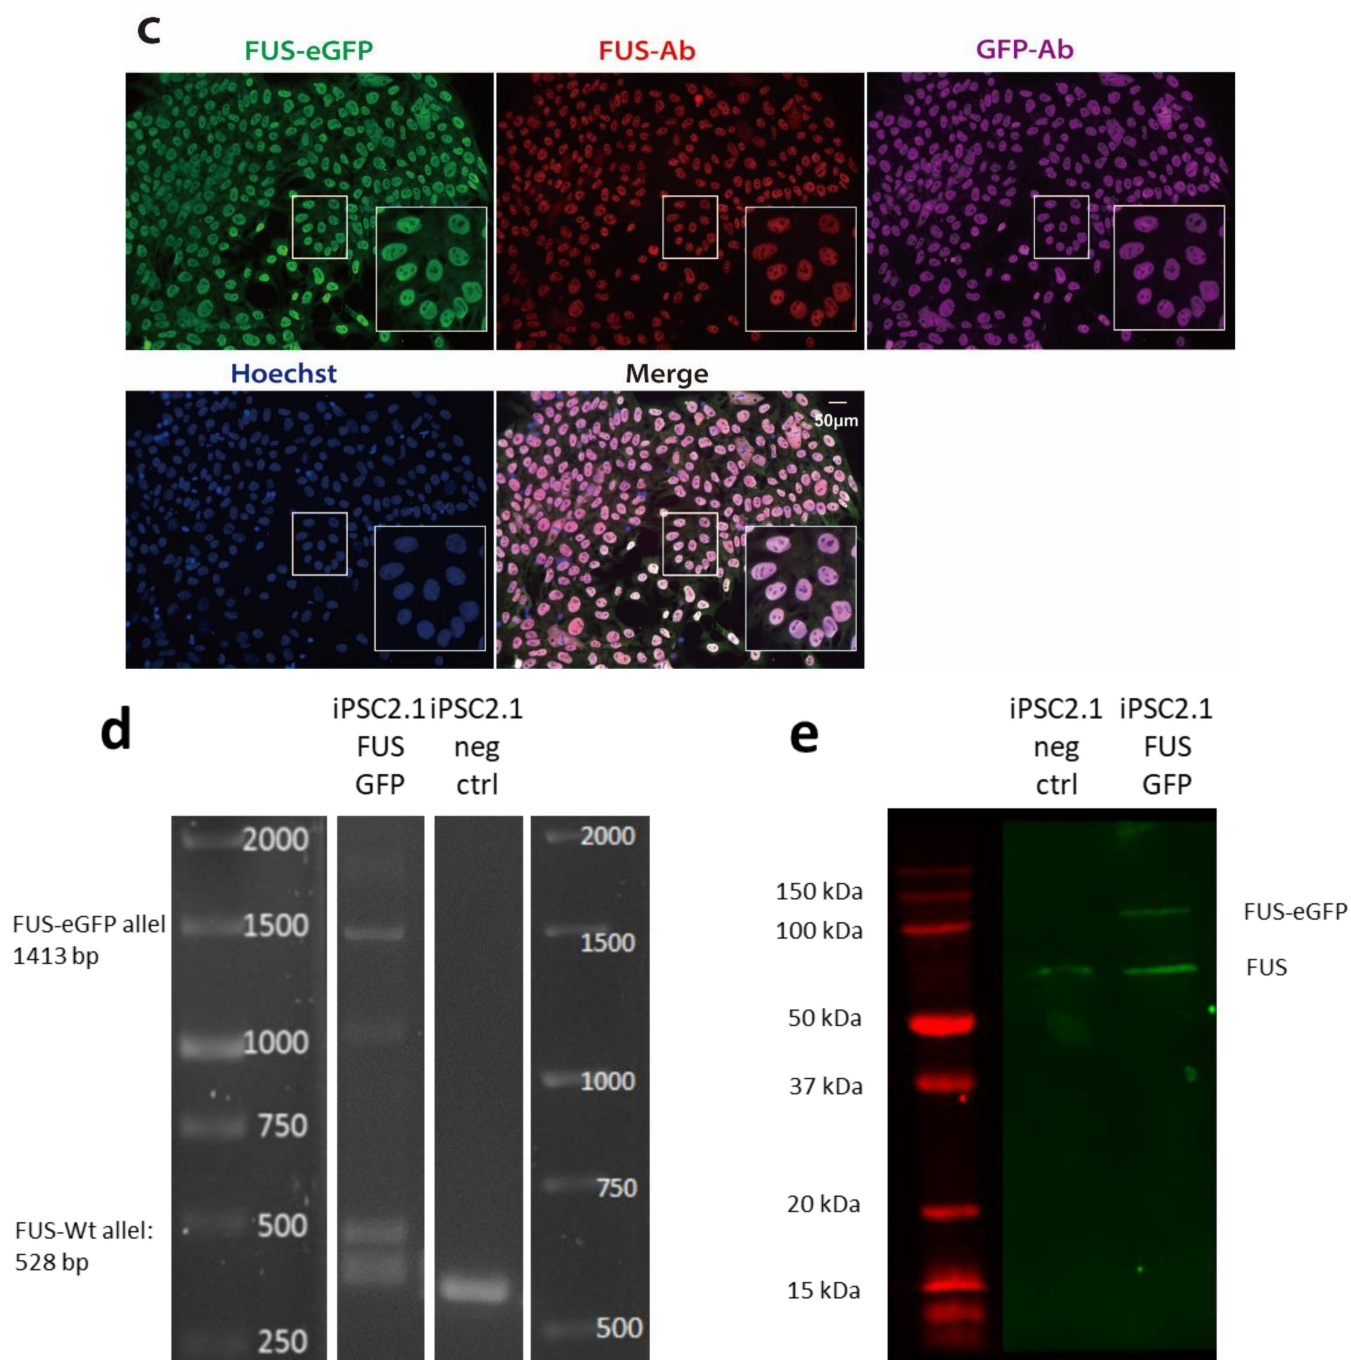 c
FUS-eGFP
FUS-Ab
GFP-Ab
Hoechst
Merge
50µm
d
iPSC2.1
FUS
GFP
iPSC2.1
neg
ctrl
2000
1500
1000
750
500
250
2000
1500
1000
750
500
FUS-eGFP allel
1413 bp
FUS-Wt allel:
528 bp
e
iPSC2.1
neg
ctrl
iPSC2.1
FUS
GFP
150 kDa
100 kDa
50 kDa
37 kDa
20 kDa
15 kDa
FUS-eGFP
FUS